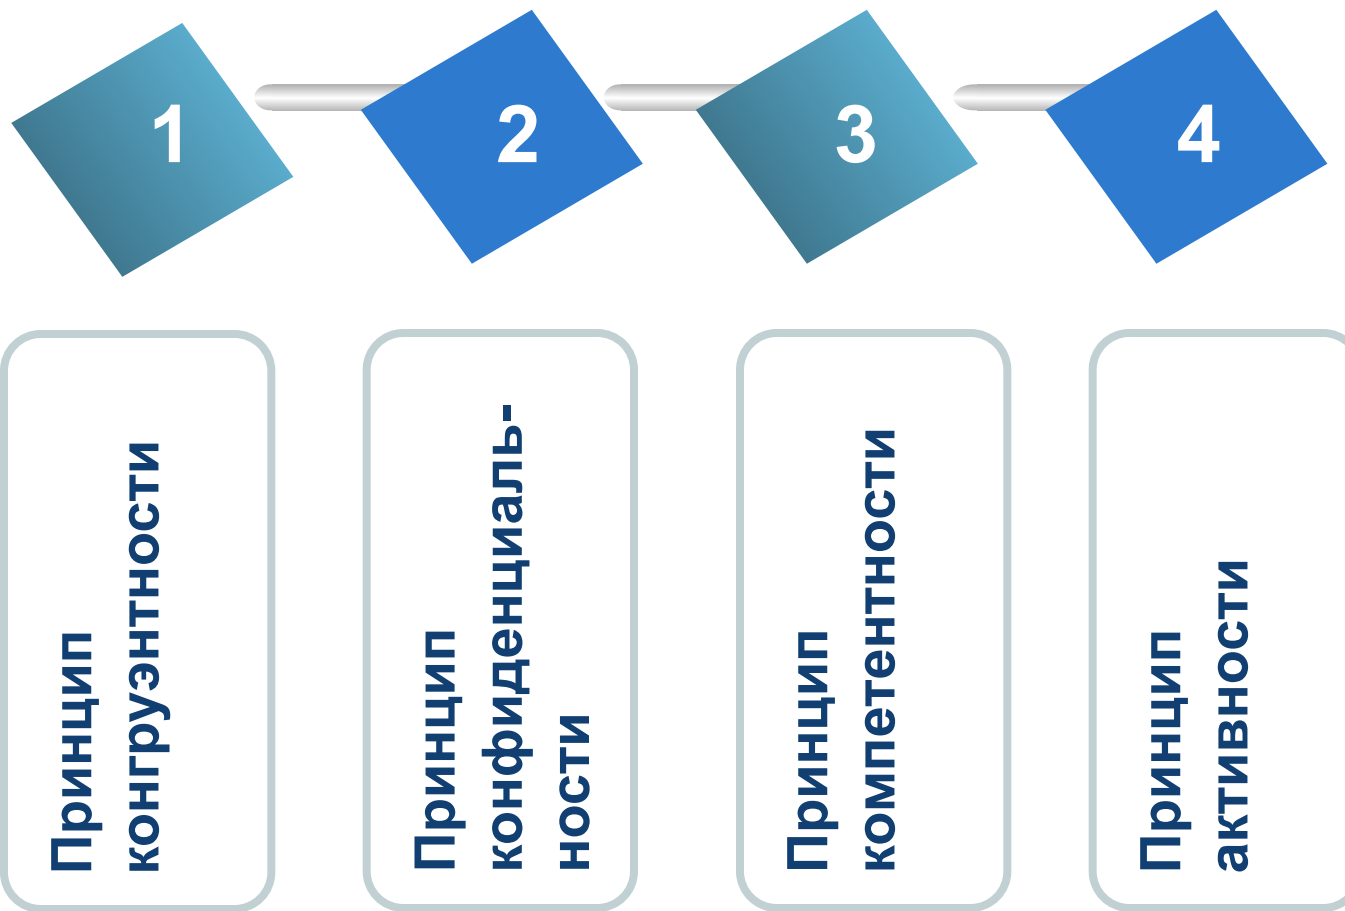 1
2
3
4
Принцип
конгруэнтности
Принцип
конфиденциаль-
ности
Принцип
компетентности
Принцип
активности